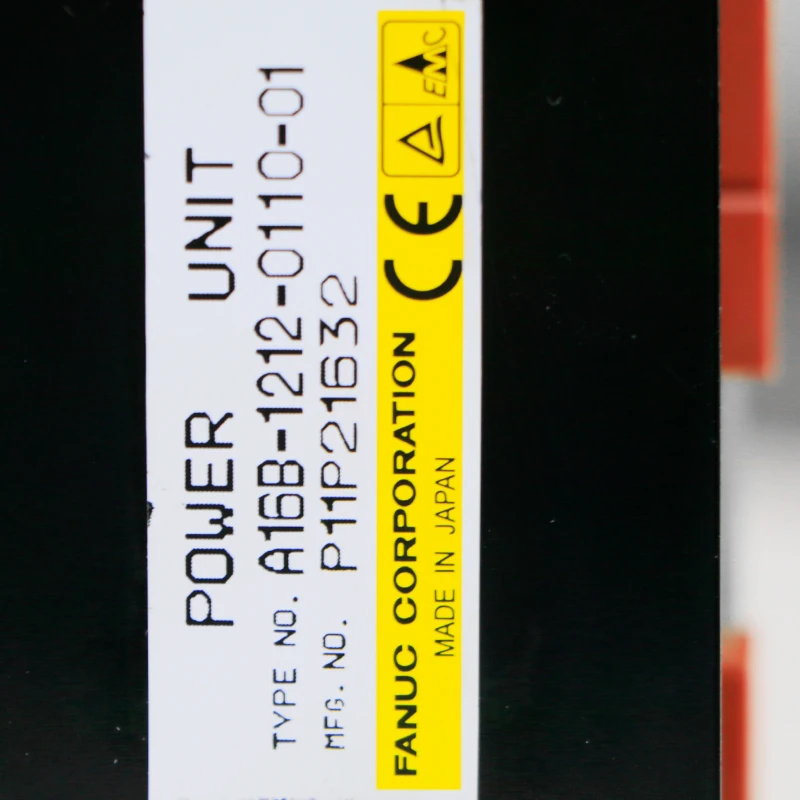 POWER UNIT
TYPE NO. A16B-1212-0110-01
MFG. NO. P11P21632
FANUC CORPORATION CE EMC
MADE IN JAPAN